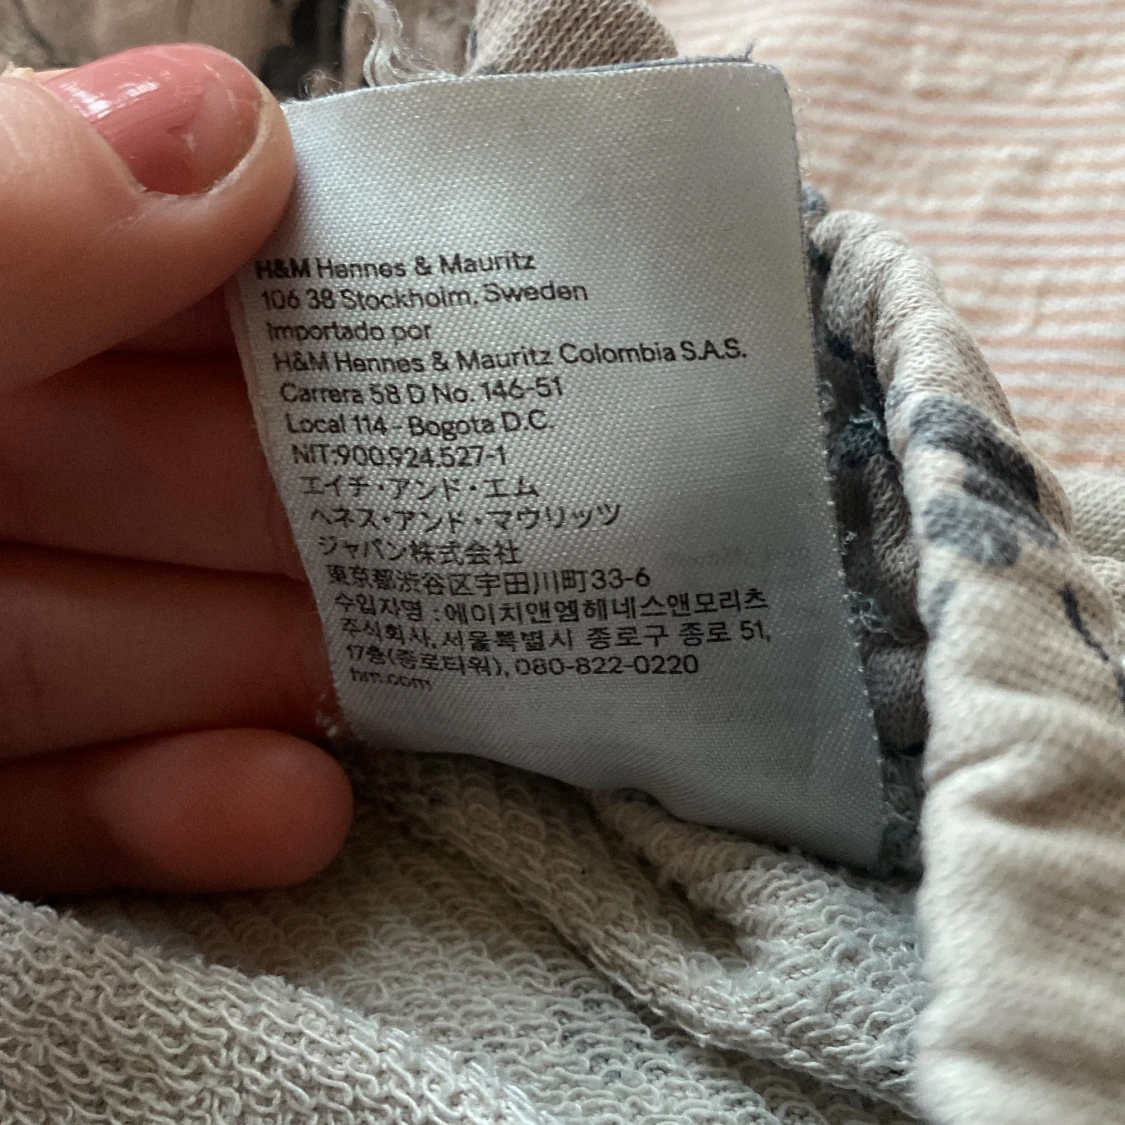 H&M Hennes & Mauritz
106 38 Stockholm, Sweden
Importado por
H&M Hennes & Mauritz Colombia S.A.S.
Carrera 58 D No. 146-51
Local 114 - Bogota D.C.
NIT:900.924.527-1
エイチ・アンド・エム
ヘネス・アンド・マウリッツ
ジャパン株式会社
東京都渋谷区宇田川町33-6
수입자명 : 에이치앤엠헤네스앤모리츠
주식회사, 서울특별시 종로구 종로 51,
17층(종로타워), 080-822-0220
hm.com